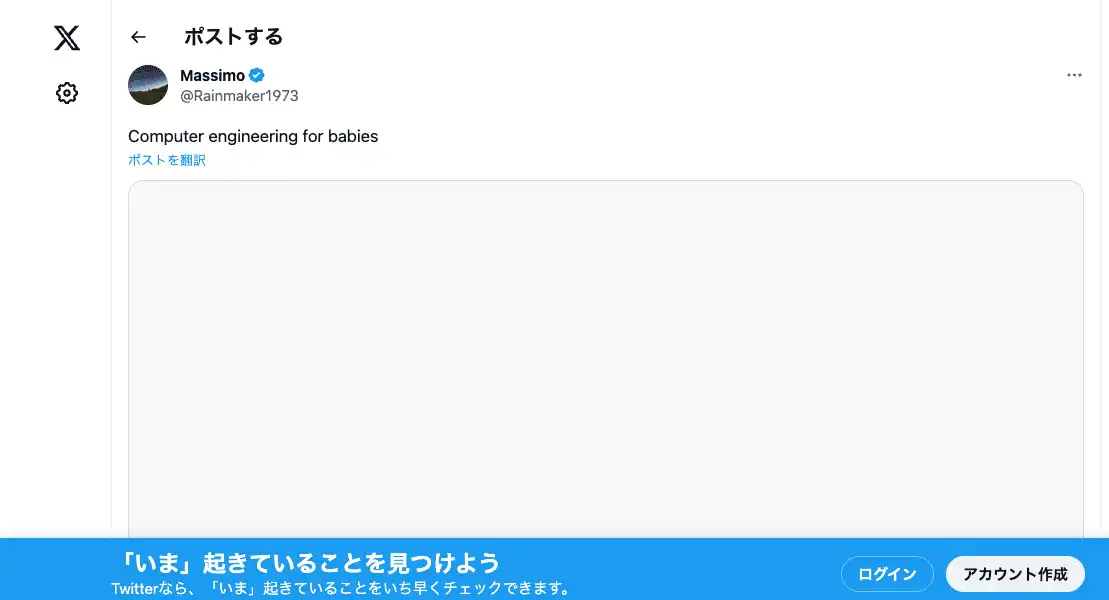 ポストする
Massimo
@Rainmaker1973
Computer engineering for babies
ポストを翻訳
「いま」起きていることを見つけよう
Twitterなら、「いま」起きていることをいち早くチェックできます。
ログイン
アカウント作成